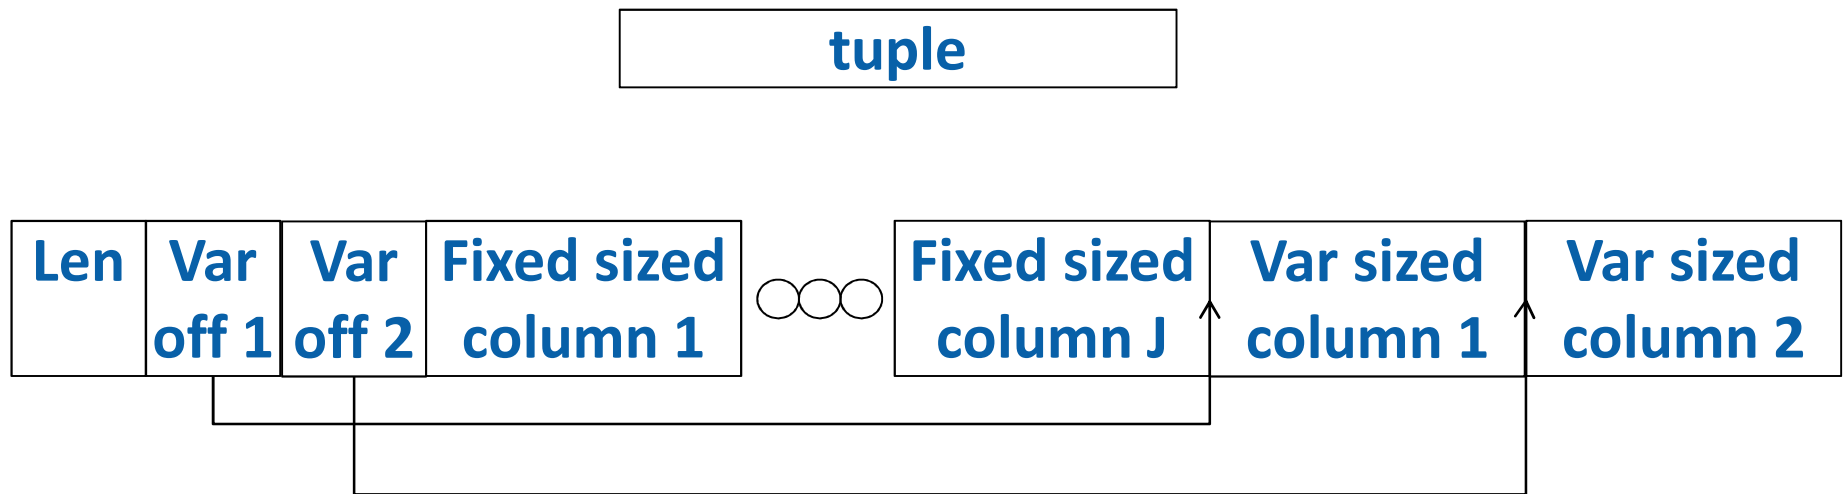 tuple
Len Var Var Fixed sized Fixed sized Var sized Var sized
off 1 off 2 column 1 column J column 1 column 2